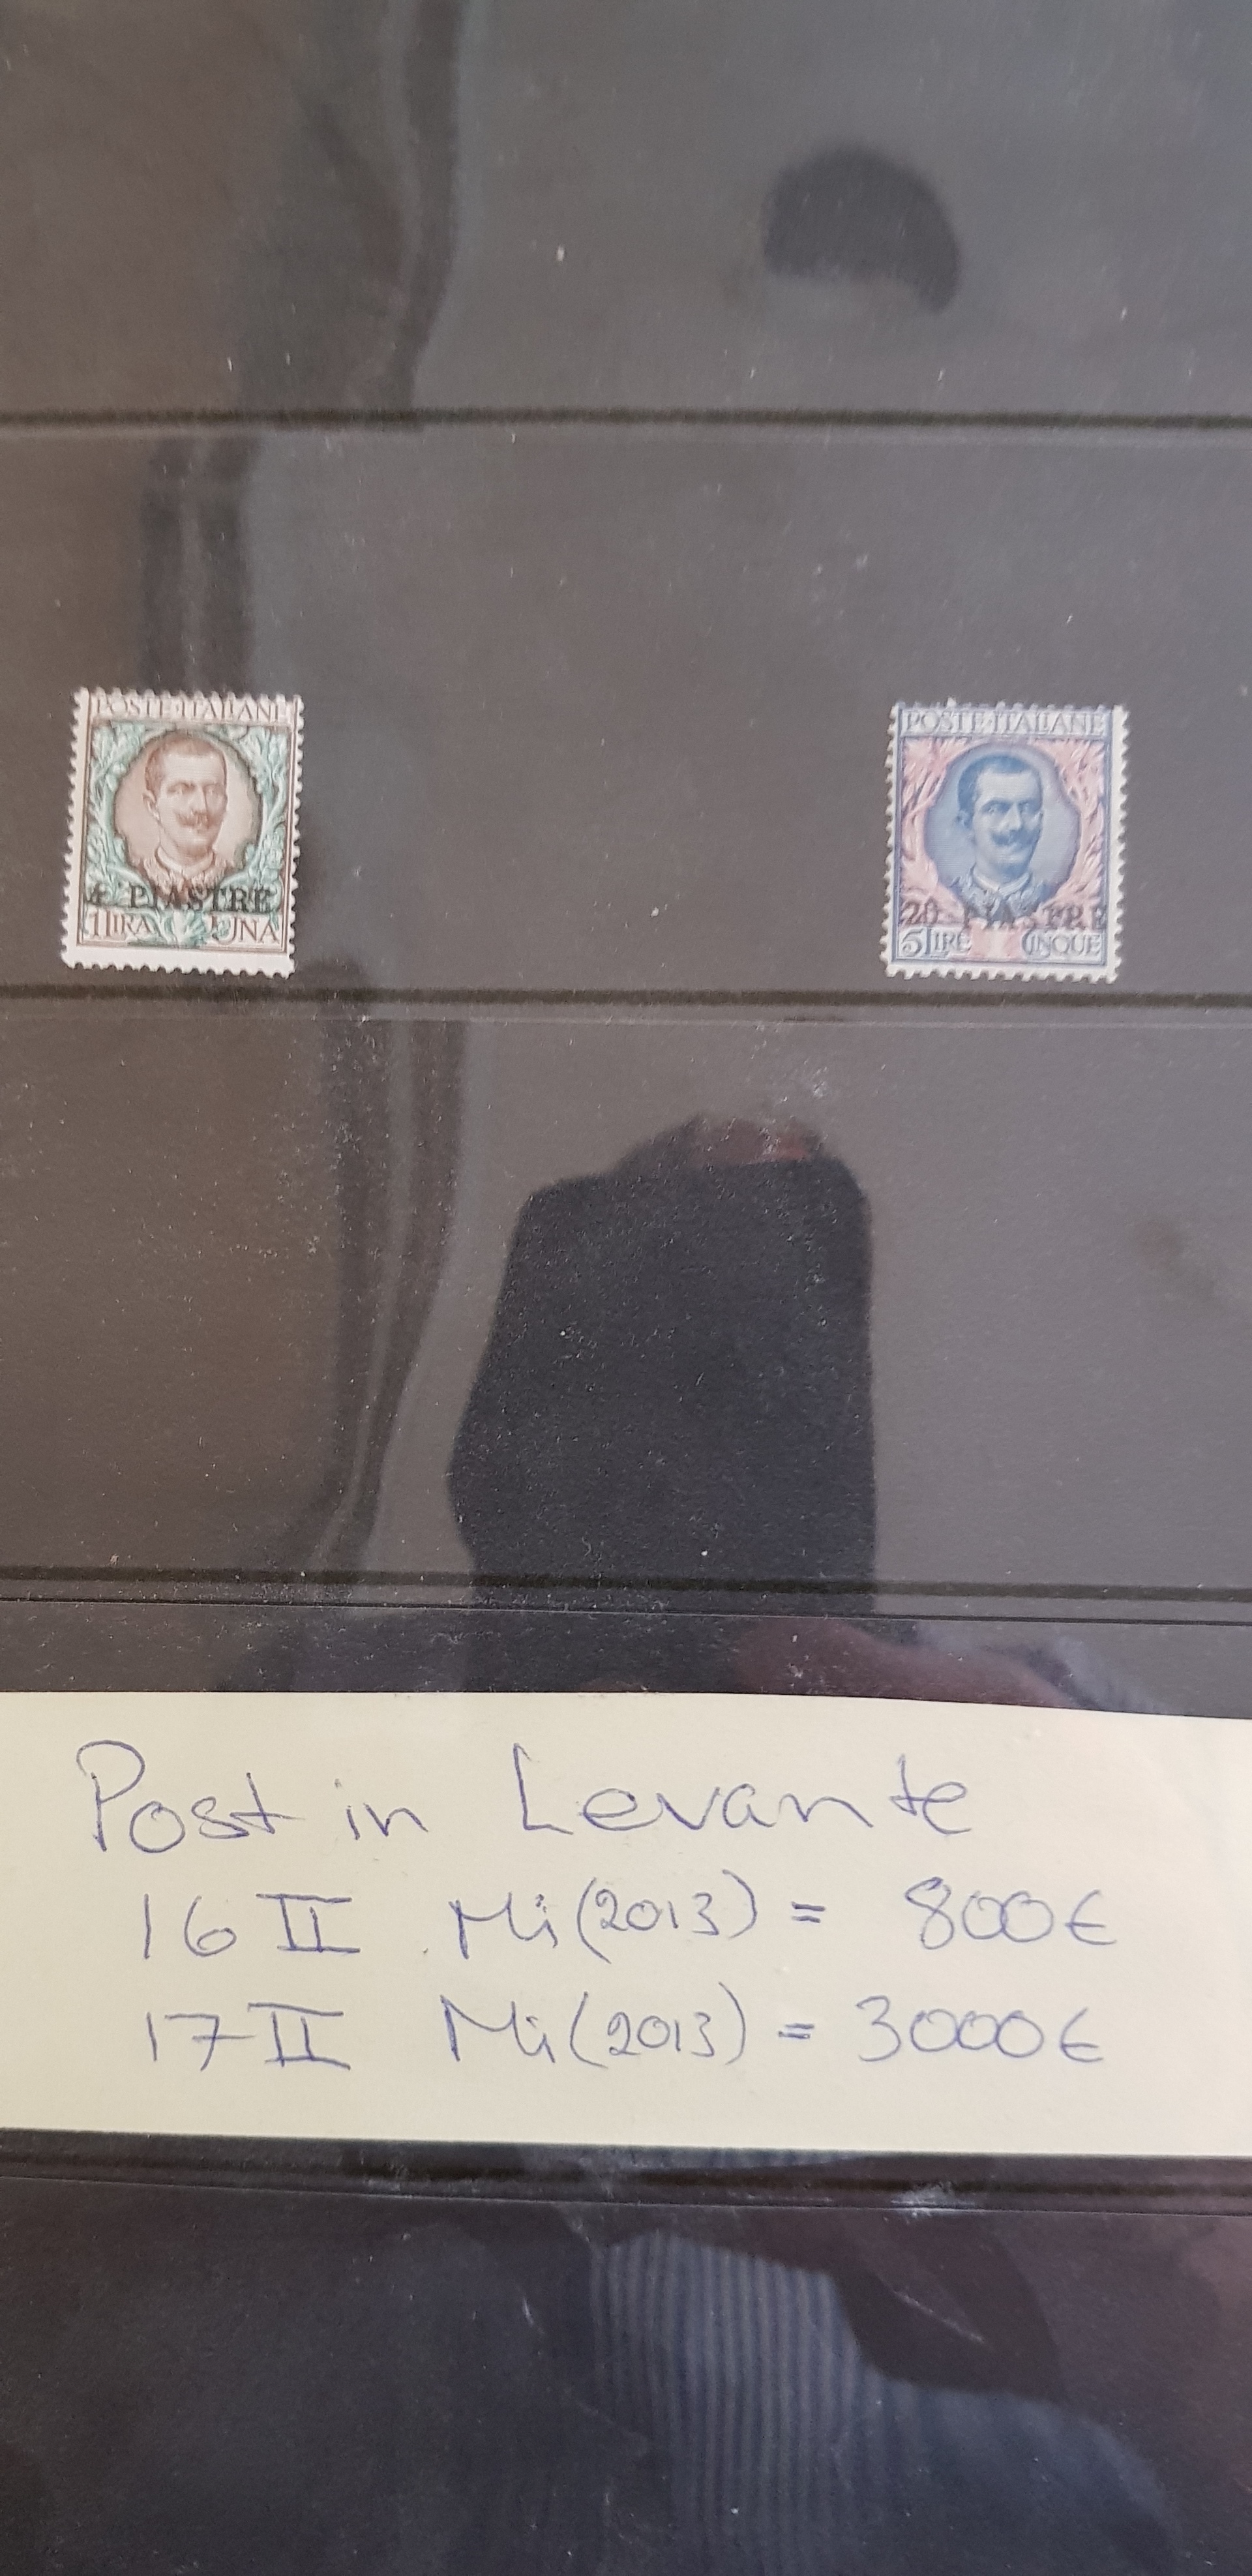 POSTE ITALIANE
4 PIASTRE
1 LIRA UNA
POSTE ITALIANE
20 PIASTRE
5 LIRE CINQUE
Post in Levante
16 II Mi (2013) = 800€
17 II Mi (2013) = 3000€